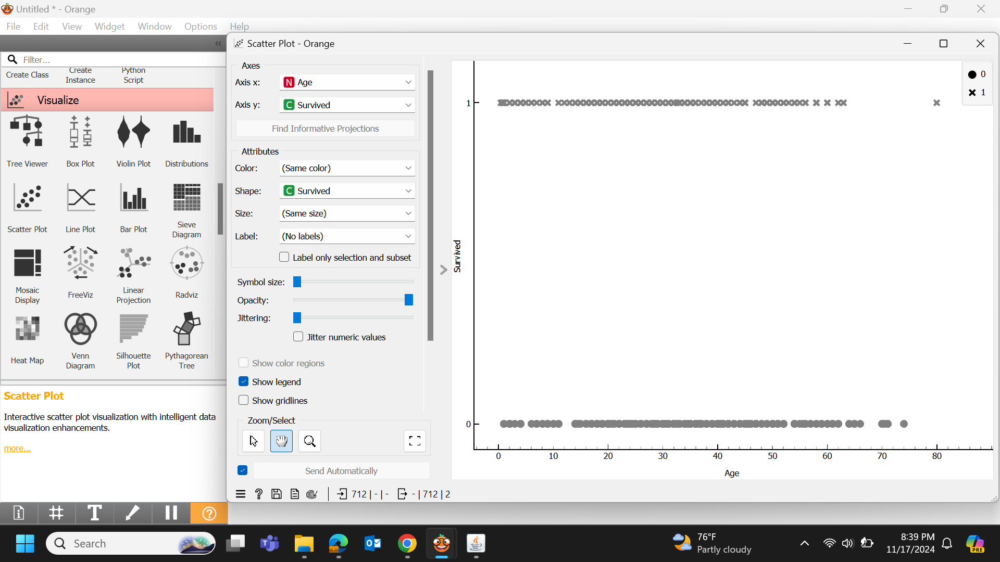 Untitled * - Orange
File Edit View Widget Window Options Help
«
Filter...
Create Class
Create Instance
Python Script
Visualize
Tree Viewer
Box Plot
Violin Plot
Distributions
Scatter Plot
Line Plot
Bar Plot
Sieve Diagram
Mosaic Display
FreeViz
Linear Projection
Radviz
Heat Map
Venn Diagram
Silhouette Plot
Pythagorean Tree
Scatter Plot
Interactive scatter plot visualization with intelligent data
visualization enhancements.
more...
Scatter Plot - Orange
Axes
Axis x: N Age
Axis y: C Survived
Find Informative Projections
Attributes
Color: (Same color)
Shape: C Survived
Size: (Same size)
Label: (No labels)
Label only selection and subset
Symbol size:
Opacity:
Jittering:
Jitter numeric values
Show color regions
Show legend
Show gridlines
Zoom/Select
Send Automatically
712 | - | - - | 712 | 2
0
1
1
Survived
0
0 10 20 30 40 50 60 70 80
Age
Search
76°F
Partly cloudy
8:39 PM
11/17/2024
PRE